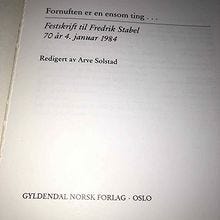 Fornuften er en ensom ting . . .
Festskrift til Fredrik Stabel
70 år 4. januar 1984
Redigert av Arve Solstad
GYLDENDAL NORSK FORLAG · OSLO